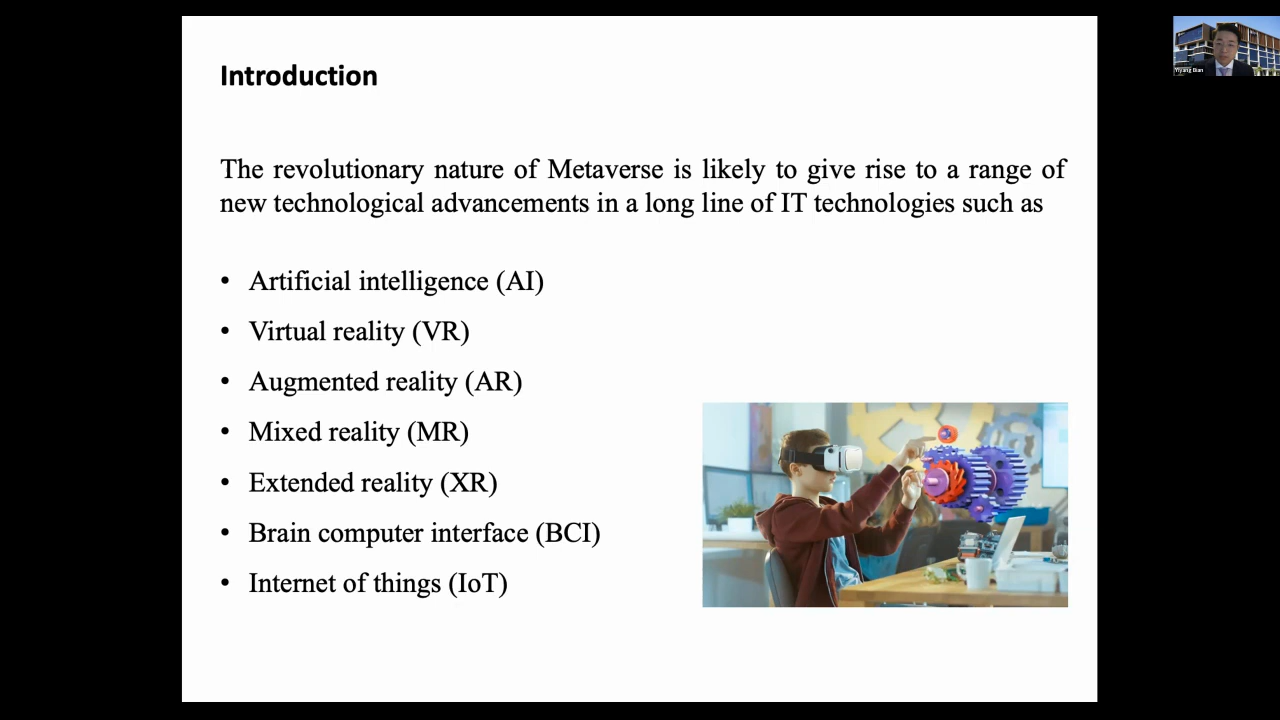 Introduction
The revolutionary nature of Metaverse is likely to give rise to a range of
new technological advancements in a long line of IT technologies such as
• Artificial intelligence (AI)
• Virtual reality (VR)
• Augmented reality (AR)
• Mixed reality (MR)
• Extended reality (XR)
• Brain computer interface (BCI)
• Internet of things (IoT)
Yiyang Bian